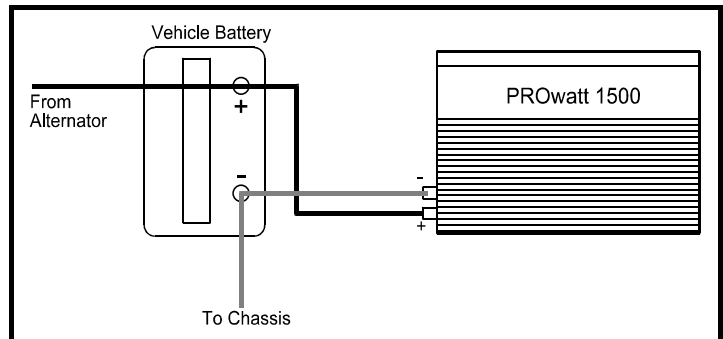 Vehicle Battery
From
Alternator
+
-
PROwatt 1500
-
+
To Chassis